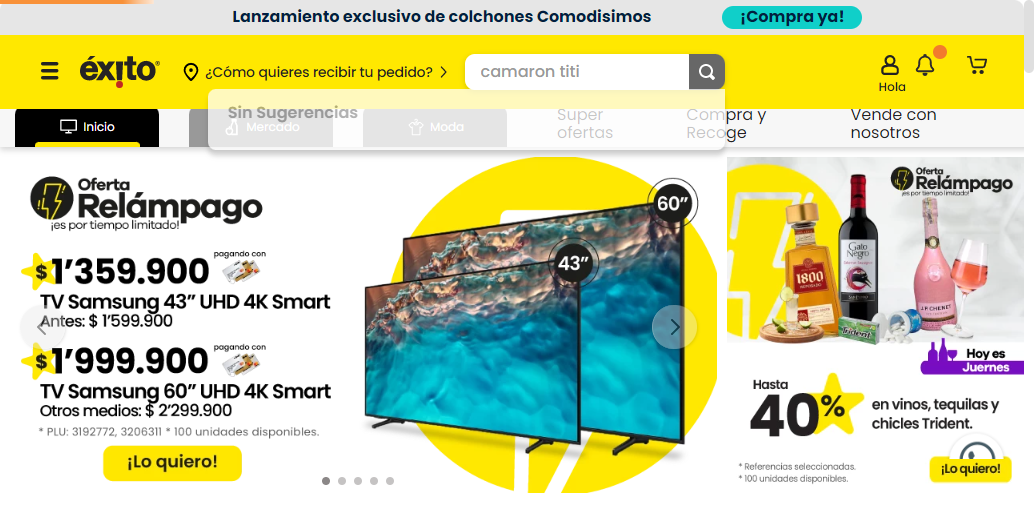 Lanzamiento exclusivo de colchones Comodisimos
¡Compra ya!
éxito
¿Cómo quieres recibir tu pedido?
camaron titi
Hola
Sin Sugerencias
Inicio
Mercado
Moda
Super ofertas
Compra y Recoge
Vende con nosotros
Oferta
Relámpago
¡es por tiempo limitado!
pagando con
$ 1’359.900
TV Samsung 43” UHD 4K Smart
Antes: $ 1’599.900
pagando con
$ 1’999.900
TV Samsung 60” UHD 4K Smart
Otros medios: $ 2’299.900
* PLU: 3192772, 3206311 * 100 unidades disponibles.
¡Lo quiero!
43”
60”
Oferta
Relámpago
¡es por tiempo limitado!
1800
Gato
Negro
J.P. CHENET
Trident
Hoy es
Juernes
Hasta
40%
en vinos, tequilas y
chicles Trident.
* Referencias seleccionadas.
* 100 unidades disponibles.
¡Lo quiero!